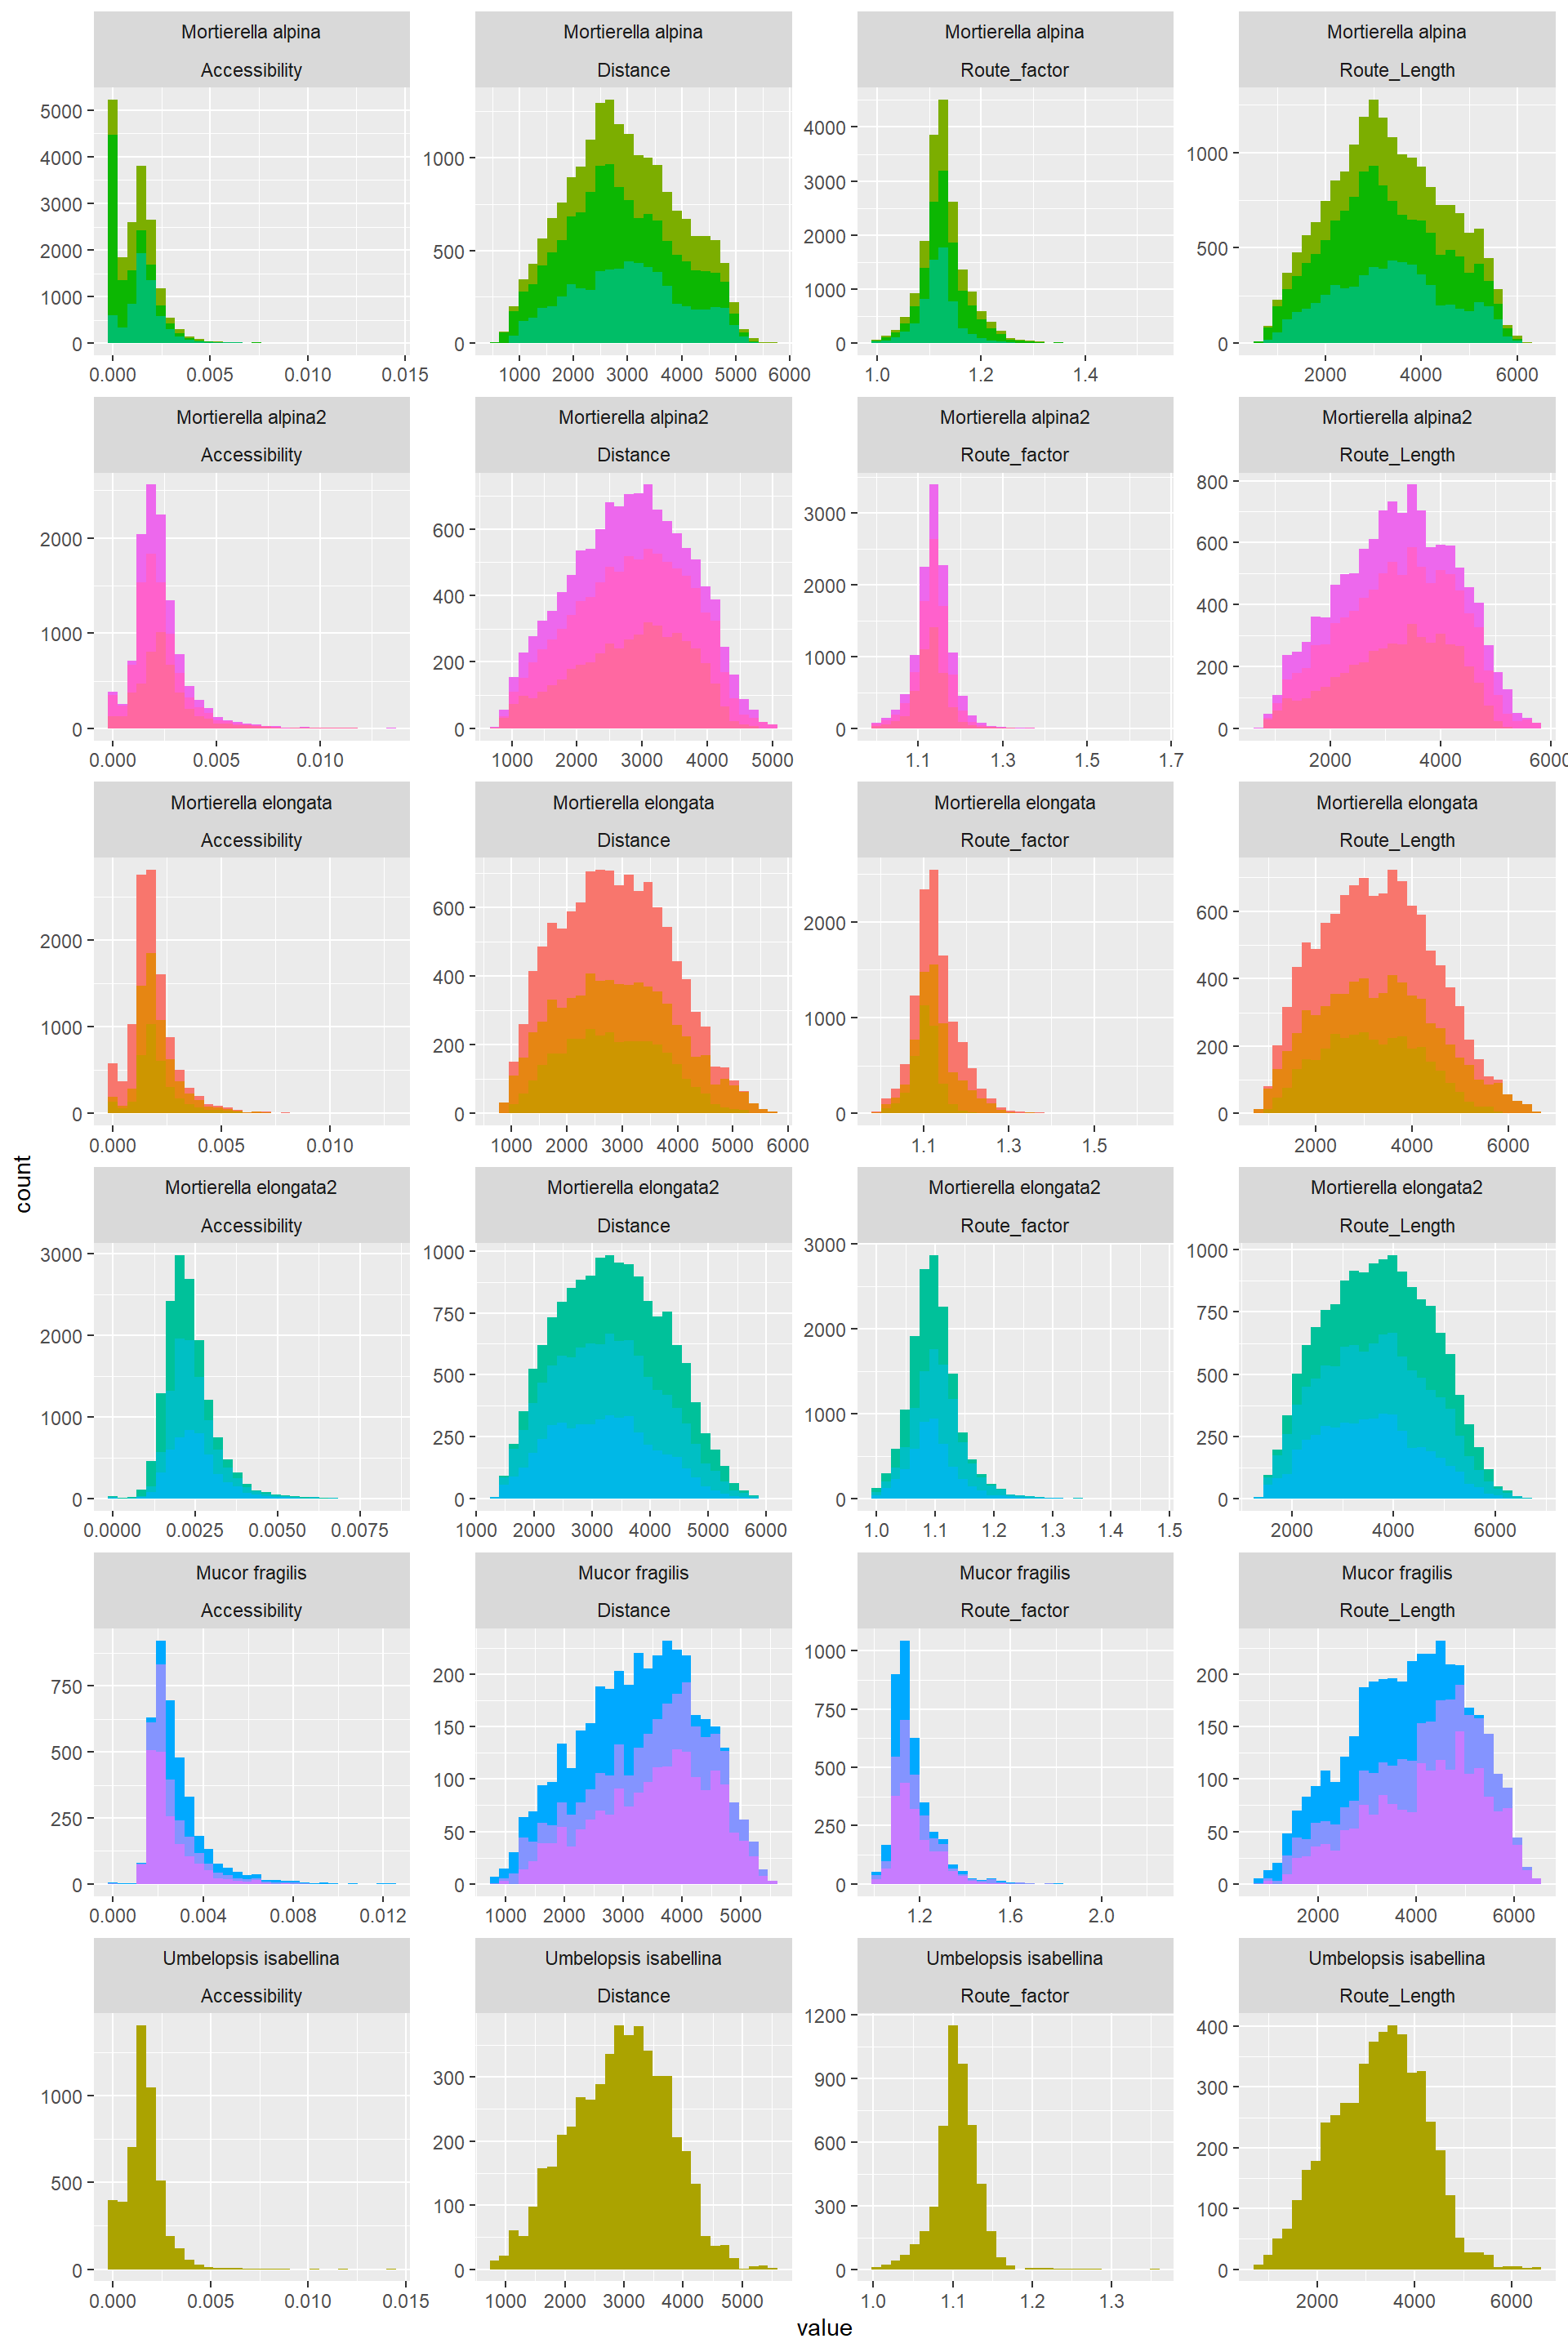 Mortierella alpina
Accessibility
Mortierella alpina
Distance
Mortierella alpina
Route_factor
Mortierella alpina
Route_Length
5000
4000
3000
2000
1000
0
0.000 0.005 0.010 0.015
1000
500
0
1000 2000 3000 4000 5000 6000
4000
3000
2000
1000
0
1.0 1.2 1.4
1000
500
0
2000 4000 6000
Mortierella alpina2
Accessibility
Mortierella alpina2
Distance
Mortierella alpina2
Route_factor
Mortierella alpina2
Route_Length
2000
1000
0
0.000 0.005 0.010
600
400
200
0
1000 2000 3000 4000 5000
3000
2000
1000
0
1.1 1.3 1.5 1.7
800
600
400
200
0
2000 4000 6000
Mortierella elongata
Accessibility
Mortierella elongata
Distance
Mortierella elongata
Route_factor
Mortierella elongata
Route_Length
2000
1000
0
0.000 0.005 0.010
600
400
200
0
1000 2000 3000 4000 5000 6000
2000
1000
0
1.1 1.3 1.5
600
400
200
0
2000 4000 6000
Mortierella elongata2
Accessibility
Mortierella elongata2
Distance
Mortierella elongata2
Route_factor
Mortierella elongata2
Route_Length
3000
2000
1000
0
0.0000 0.0025 0.0050 0.0075
1000
750
500
250
0
1000 2000 3000 4000 5000 6000
3000
2000
1000
0
1.0 1.1 1.2 1.3 1.4 1.5
1000
750
500
250
0
2000 4000 6000
Mucor fragilis
Accessibility
Mucor fragilis
Distance
Mucor fragilis
Route_factor
Mucor fragilis
Route_Length
750
500
250
0
0.000 0.004 0.008 0.012
200
150
100
50
0
1000 2000 3000 4000 5000
1000
750
500
250
0
1.2 1.6 2.0
200
150
100
50
0
2000 4000 6000
Umbelopsis isabellina
Accessibility
Umbelopsis isabellina
Distance
Umbelopsis isabellina
Route_factor
Umbelopsis isabellina
Route_Length
1000
500
0
0.000 0.005 0.010 0.015
300
200
100
0
1000 2000 3000 4000 5000
1200
900
600
300
0
1.0 1.1 1.2 1.3
400
300
200
100
0
2000 4000 6000
count
value